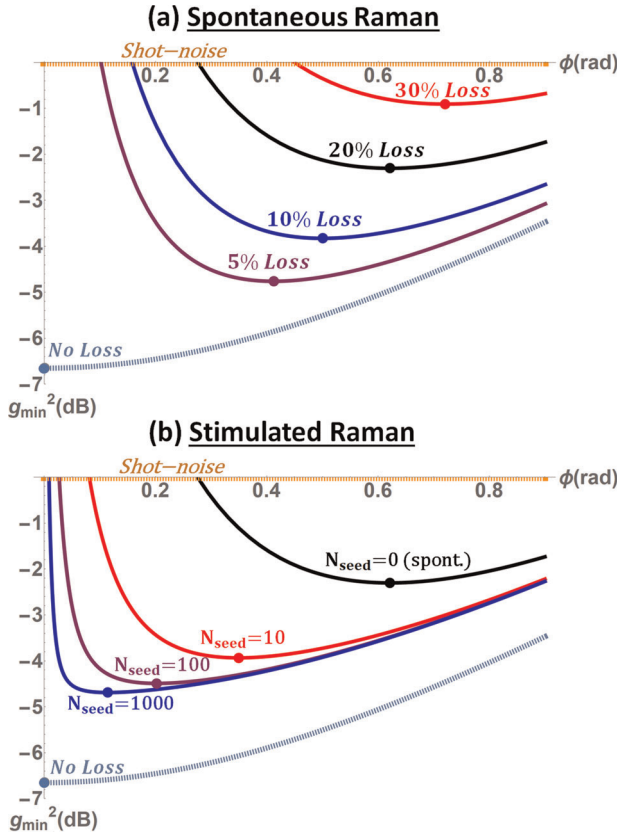 (a) Spontaneous Raman
Shot−noise
0.2 0.4 0.6 0.8 ϕ(rad)
−1
30% Loss
−2
20% Loss
−3
10% Loss
−4
5% Loss
−5
−6
No Loss
−7
gmin²(dB)
(b) Stimulated Raman
Shot−noise
0.2 0.4 0.6 0.8 ϕ(rad)
−1
Nseed=0 (spont.)
−2
−3
Nseed=10
−4
Nseed=100
Nseed=1000
−5
−6
No Loss
−7
gmin²(dB)